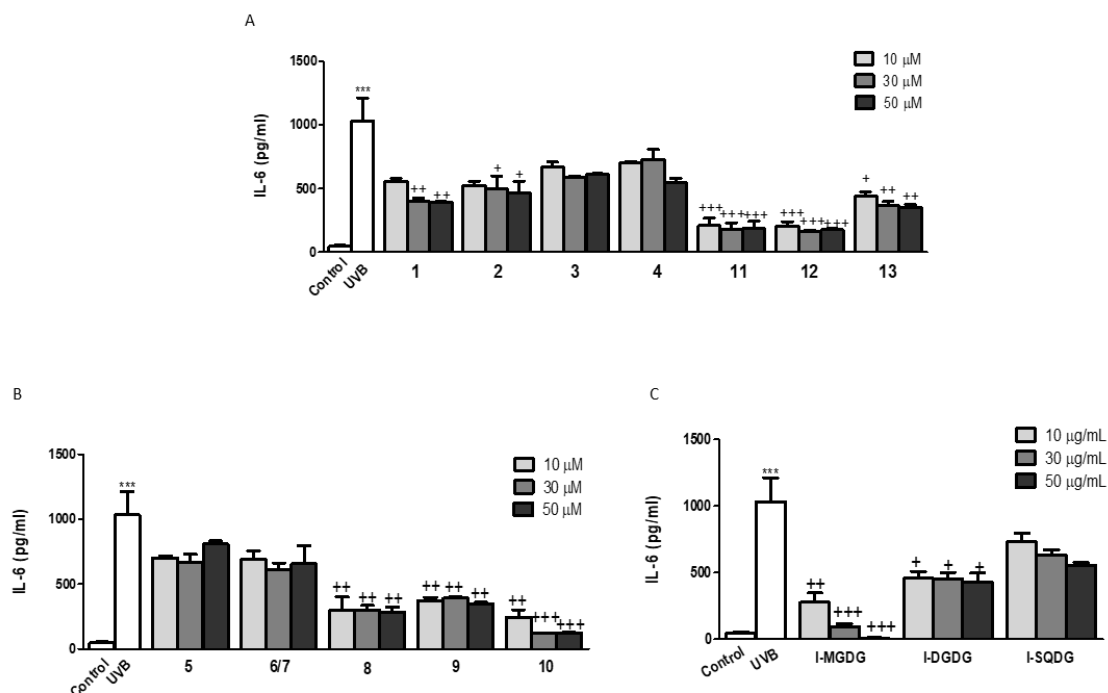 A
1500
1000
500
0
IL-6 (pg/ml)
10 μM
30 μM
50 μM
***
++ ++
+ +
+++ +++ +++
+++ +++ +++
+ ++ ++
Control UVB 1 2 3 4 11 12 13
B
1500
1000
500
0
IL-6 (pg/ml)
10 μM
30 μM
50 μM
***
++ ++ ++
++ ++ ++
++ +++ +++
Control UVB 5 6/7 8 9 10
C
1500
1000
500
0
IL-6 (pg/ml)
10 μg/mL
30 μg/mL
50 μg/mL
***
++ +++ +++
+ + +
Control UVB I-MGDG I-DGDG I-SQDG